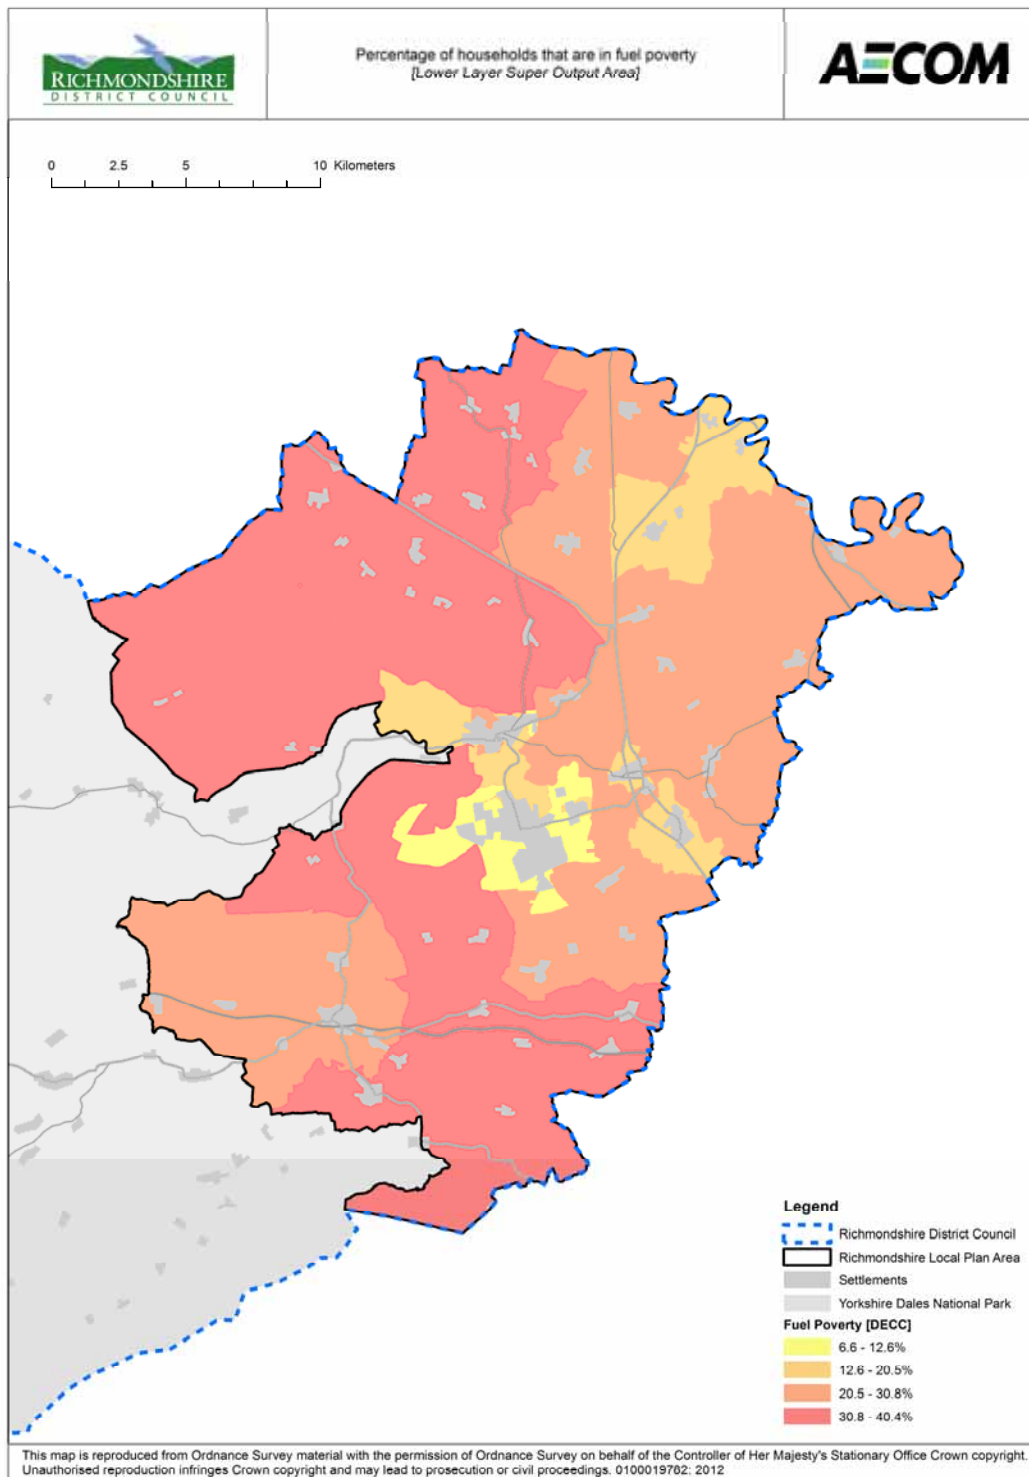 RICHMONDSHIRE
DISTRICT COUNCIL
Percentage of households that are in fuel poverty
[Lower Layer Super Output Area]
AECOM
0 2.5 5 10 Kilometers
Legend
Richmondshire District Council
Richmondshire Local Plan Area
Settlements
Yorkshire Dales National Park
Fuel Poverty [DECC]
6.6 - 12.6%
12.6 - 20.5%
20.5 - 30.8%
30.8 - 40.4%
This map is reproduced from Ordnance Survey material with the permission of Ordnance Survey on behalf of the Controller of Her Majesty's Stationary Office Crown copyright.
Unauthorised reproduction infringes Crown copyright and may lead to prosecution or civil proceedings. 0100019762: 2012